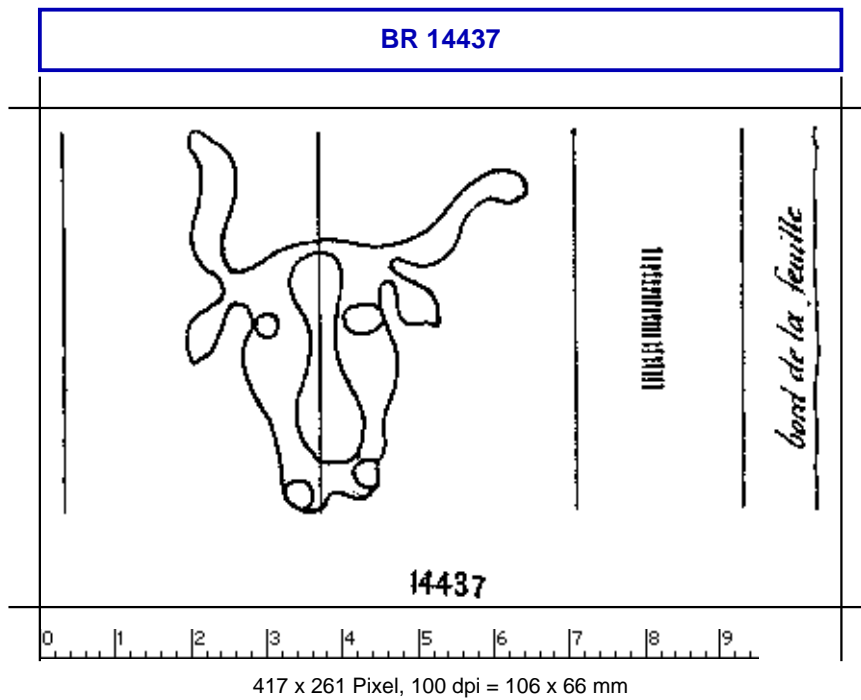 BR 14437
bord de la feuille
14437
0 1 2 3 4 5 6 7 8 9
417 x 261 Pixel, 100 dpi = 106 x 66 mm